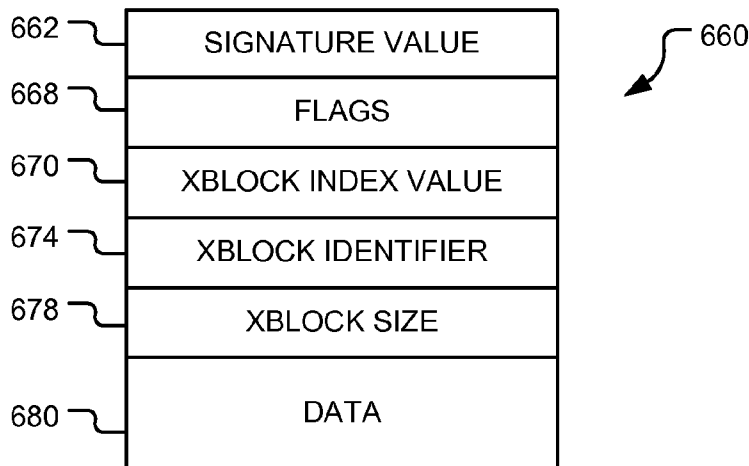 662 SIGNATURE VALUE 660
668 FLAGS
670 XBLOCK INDEX VALUE
674 XBLOCK IDENTIFIER
678 XBLOCK SIZE
680 DATA